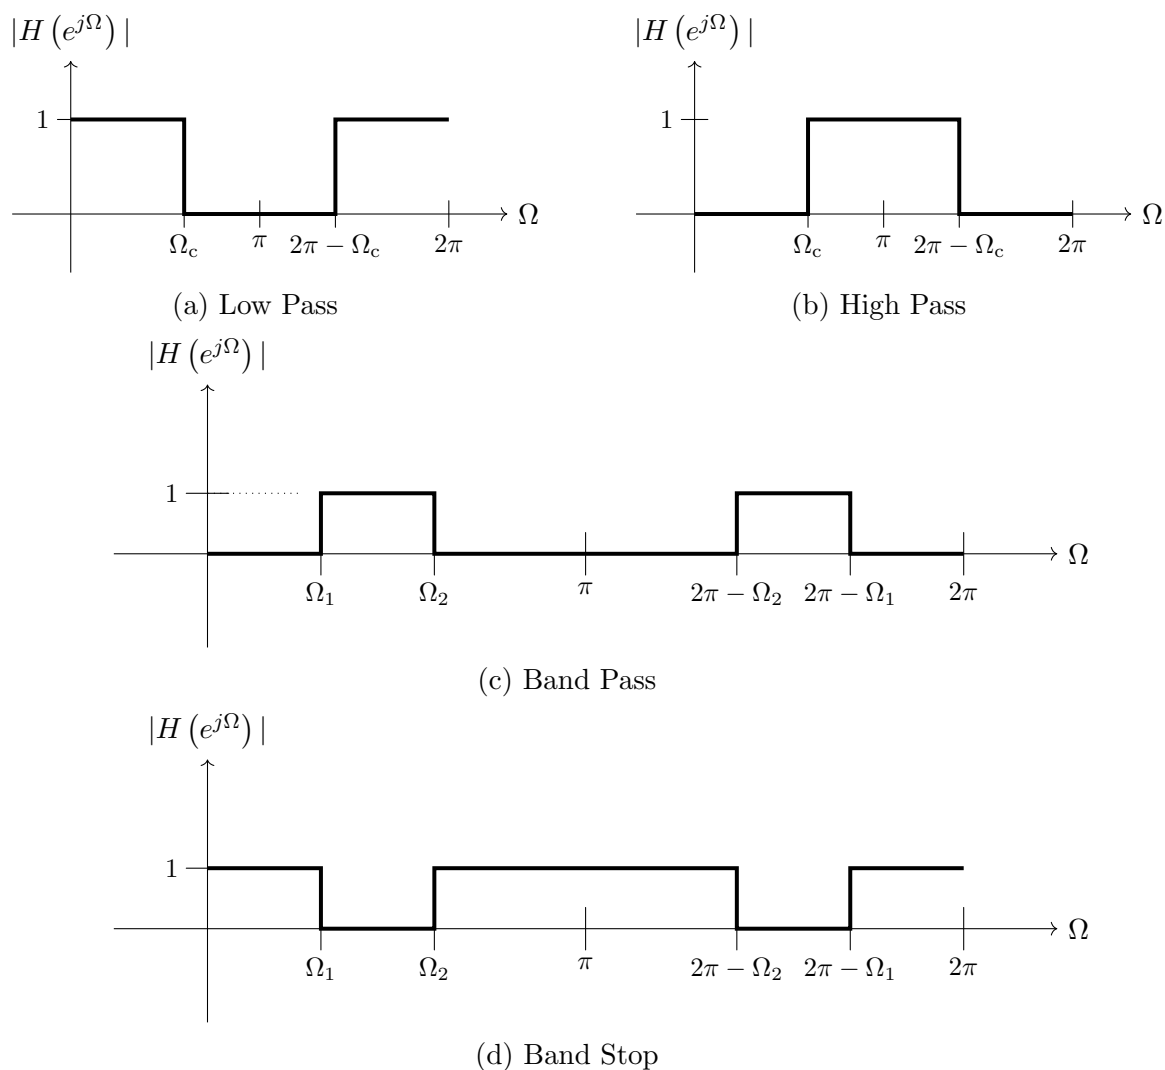 |H (e^{jΩ}) |
1
Ω
Ω_c π 2π − Ω_c 2π
(a) Low Pass
|H (e^{jΩ}) |
1
Ω
Ω_c π 2π − Ω_c 2π
(b) High Pass
|H (e^{jΩ}) |
1
Ω
Ω_1 Ω_2 π 2π − Ω_2 2π − Ω_1 2π
(c) Band Pass
|H (e^{jΩ}) |
1
Ω
Ω_1 Ω_2 π 2π − Ω_2 2π − Ω_1 2π
(d) Band Stop